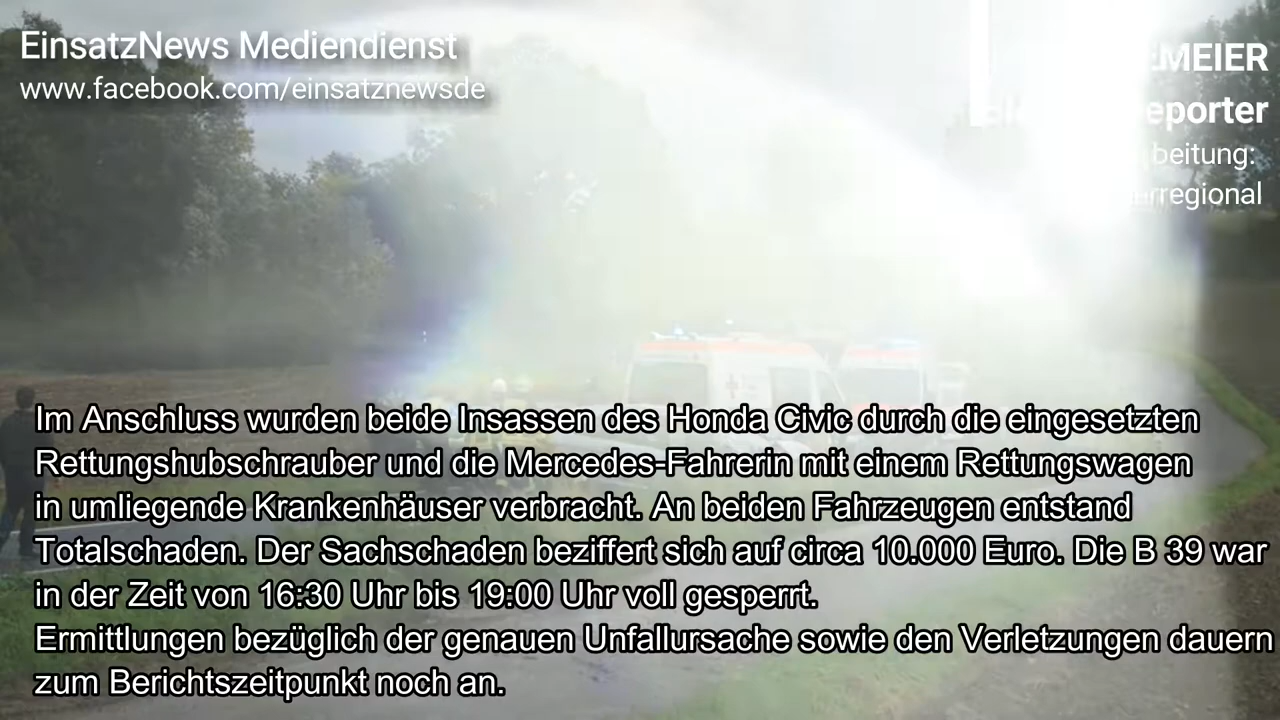 EinsatzNews Mediendienst
www.facebook.com/einsatznewsde
Im Anschluss wurden beide Insassen des Honda Civic durch die eingesetzten
Rettungshubschrauber und die Mercedes-Fahrerin mit einem Rettungswagen
in umliegende Krankenhäuser verbracht. An beiden Fahrzeugen entstand
Totalschaden. Der Sachschaden beziffert sich auf circa 10.000 Euro. Die B 39 war
in der Zeit von 16:30 Uhr bis 19:00 Uhr voll gesperrt.
Ermittlungen bezüglich der genauen Unfallursache sowie den Verletzungen dauern
zum Berichtszeitpunkt noch an.